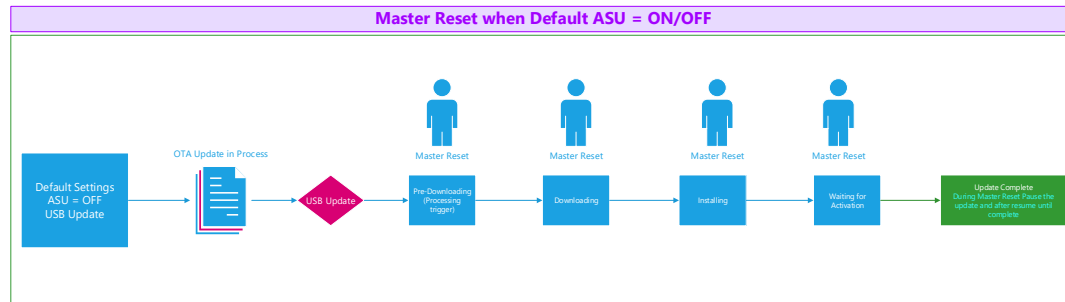 Master Reset when Default ASU = ON/OFF
Master Reset
Master Reset
Master Reset
Master Reset
OTA Update in Process
Default Settings
ASU = OFF
USB Update
USB Update
Pre-Downloading
(Processing
trigger)
Downloading
Installing
Waiting for
Activation
Update Complete
During Master Reset Pause the
update and after resume until
complete